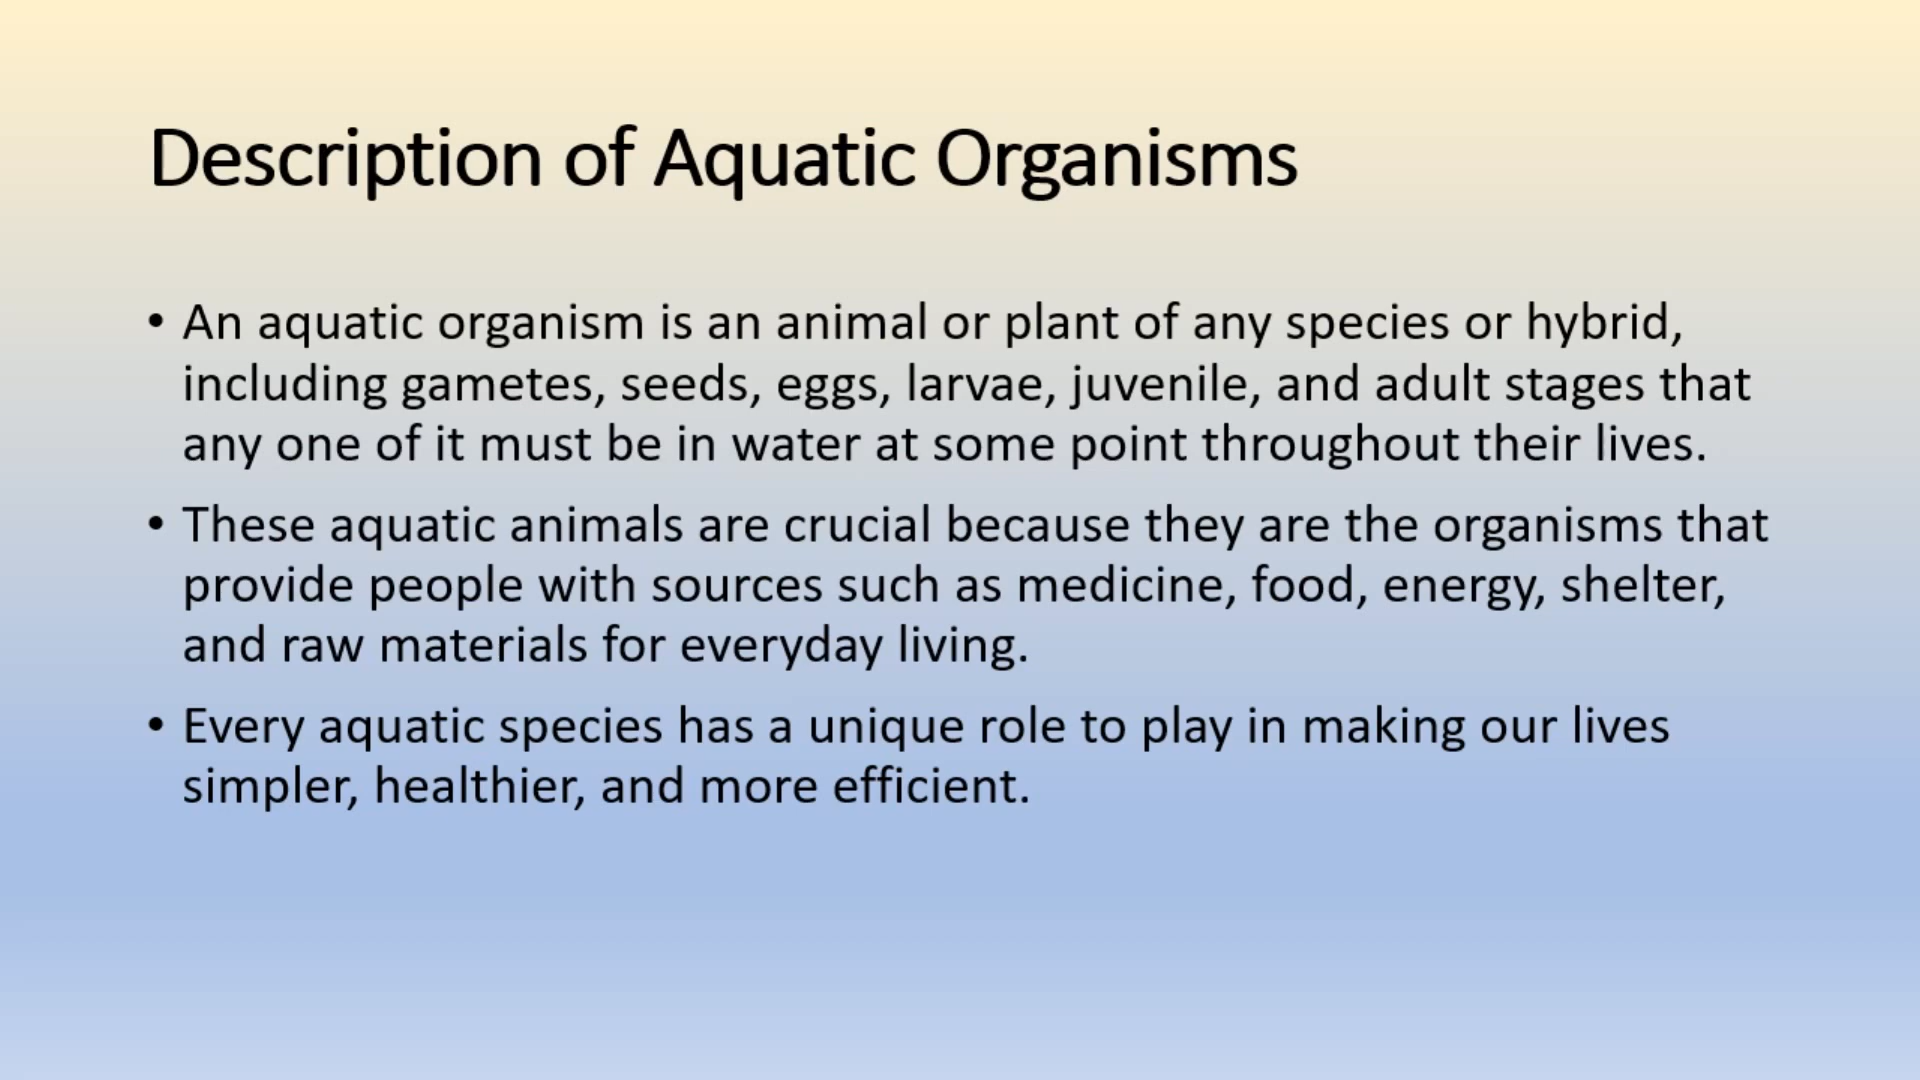 Description of Aquatic Organisms
• An aquatic organism is an animal or plant of any species or hybrid,
including gametes, seeds, eggs, larvae, juvenile, and adult stages that
any one of it must be in water at some point throughout their lives.
• These aquatic animals are crucial because they are the organisms that
provide people with sources such as medicine, food, energy, shelter,
and raw materials for everyday living.
• Every aquatic species has a unique role to play in making our lives
simpler, healthier, and more efficient.